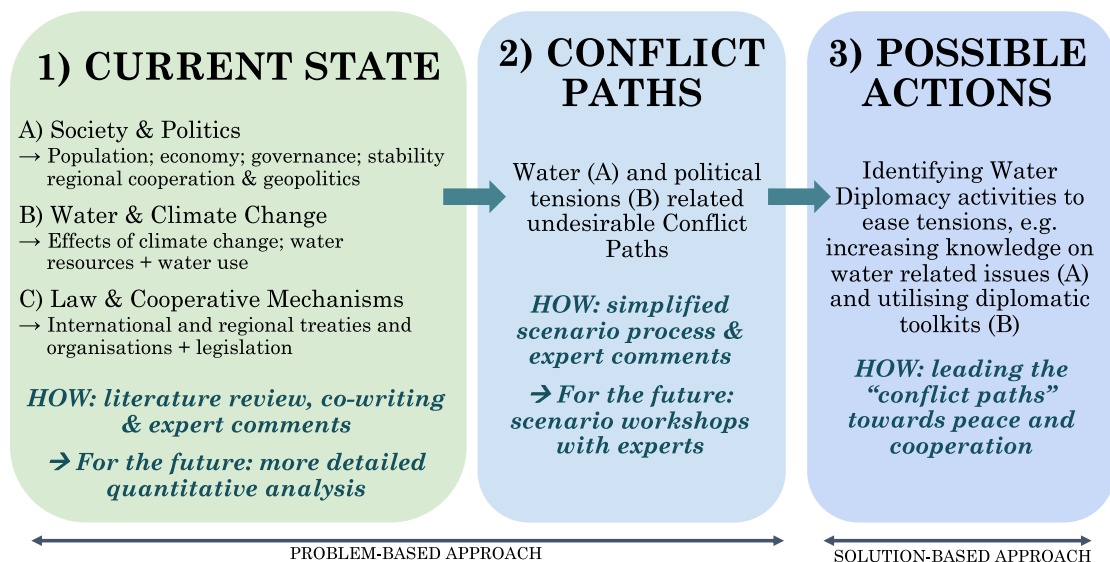 1) CURRENT STATE
A) Society & Politics
→ Population; economy; governance; stability
regional cooperation & geopolitics
B) Water & Climate Change
→ Effects of climate change; water
resources + water use
C) Law & Cooperative Mechanisms
→ International and regional treaties and
organisations + legislation
HOW: literature review, co-writing
& expert comments
→ For the future: more detailed
quantitative analysis
2) CONFLICT
PATHS
Water (A) and political
tensions (B) related
undesirable Conflict
Paths
HOW: simplified
scenario process &
expert comments
→ For the future:
scenario workshops
with experts
3) POSSIBLE
ACTIONS
Identifying Water
Diplomacy activities to
ease tensions, e.g.
increasing knowledge on
water related issues (A)
and utilising diplomatic
toolkits (B)
HOW: leading the
“conflict paths”
towards peace and
cooperation
PROBLEM-BASED APPROACH
SOLUTION-BASED APPROACH